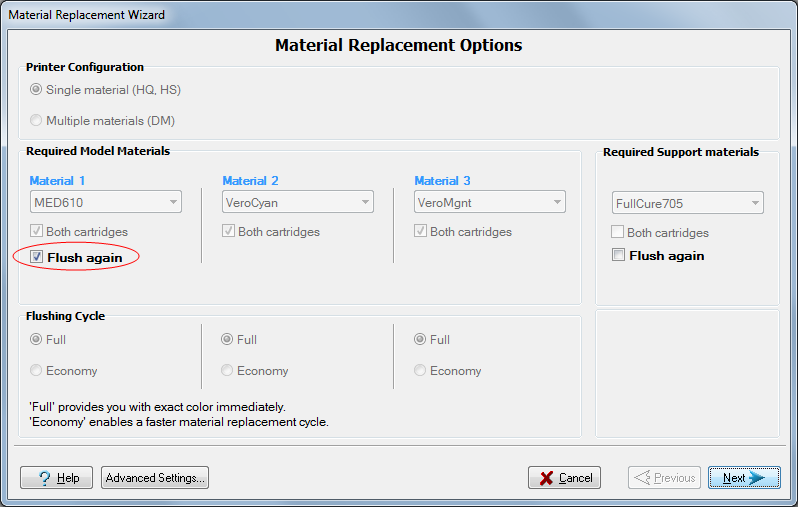 Material Replacement Wizard
Material Replacement Options
Printer Configuration
Single material (HQ, HS)
Multiple materials (DM)
Required Model Materials
Material 1
MED610
Both cartridges
Flush again
Material 2
VeroCyan
Both cartridges
Material 3
VeroMgnt
Both cartridges
Required Support materials
FullCure705
Both cartridges
Flush again
Flushing Cycle
Full
Economy
Full
Economy
Full
Economy
'Full' provides you with exact color immediately.
'Economy' enables a faster material replacement cycle.
? Help
Advanced Settings...
Cancel
Previous
Next